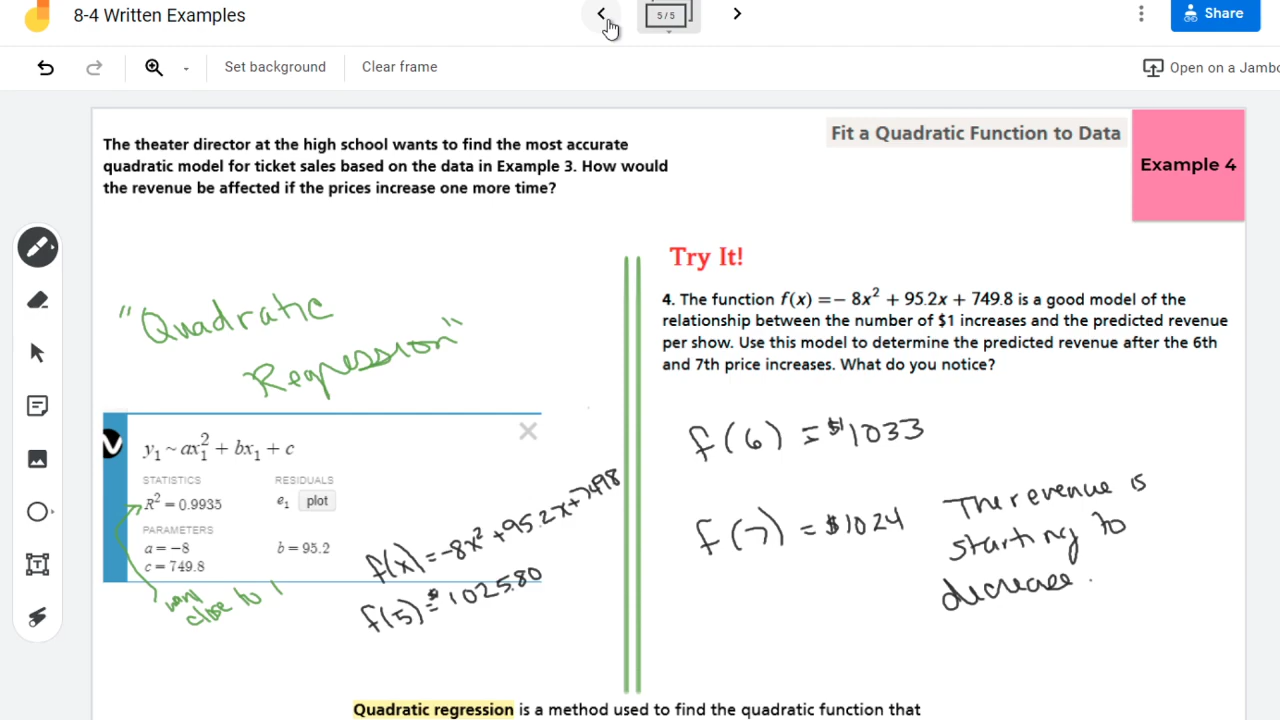 8-4 Written Examples
5/5
Share
Set background
Clear frame
Open on a Jambo
The theater director at the high school wants to find the most accurate
quadratic model for ticket sales based on the data in Example 3. How would
the revenue be affected if the prices increase one more time?
Fit a Quadratic Function to Data
Example 4
"Quadratic
Regression"
y₁ ~ ax₁² + bx₁ + c
STATISTICS
RESIDUALS
R² = 0.9935
e₁ plot
PARAMETERS
a = −8
b = 95.2
c = 749.8
close to 1
f(x) = -8x² + 95.2x + 749.8
f(5) = $1025.80
Try It!
4. The function f(x) = − 8x² + 95.2x + 749.8 is a good model of the
relationship between the number of $1 increases and the predicted revenue
per show. Use this model to determine the predicted revenue after the 6th
and 7th price increases. What do you notice?
f(6) = $1033
f(7) = $1024
The revenue is
starting to
decrease.
Quadratic regression is a method used to find the quadratic function that